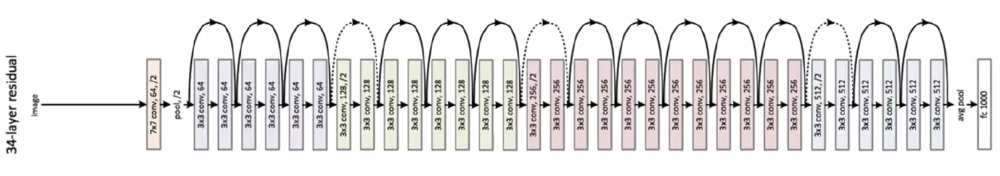 34-layer residual
image
7x7 conv, 64, /2
pool, /2
3x3 conv, 64
3x3 conv, 64
3x3 conv, 64
3x3 conv, 64
3x3 conv, 64
3x3 conv, 64
3x3 conv, 128, /2
3x3 conv, 128
3x3 conv, 128
3x3 conv, 128
3x3 conv, 128
3x3 conv, 128
3x3 conv, 128
3x3 conv, 128
3x3 conv, 256, /2
3x3 conv, 256
3x3 conv, 256
3x3 conv, 256
3x3 conv, 256
3x3 conv, 256
3x3 conv, 256
3x3 conv, 256
3x3 conv, 256
3x3 conv, 256
3x3 conv, 256
3x3 conv, 256
3x3 conv, 512, /2
3x3 conv, 512
3x3 conv, 512
3x3 conv, 512
3x3 conv, 512
3x3 conv, 512
avg pool
fc 1000